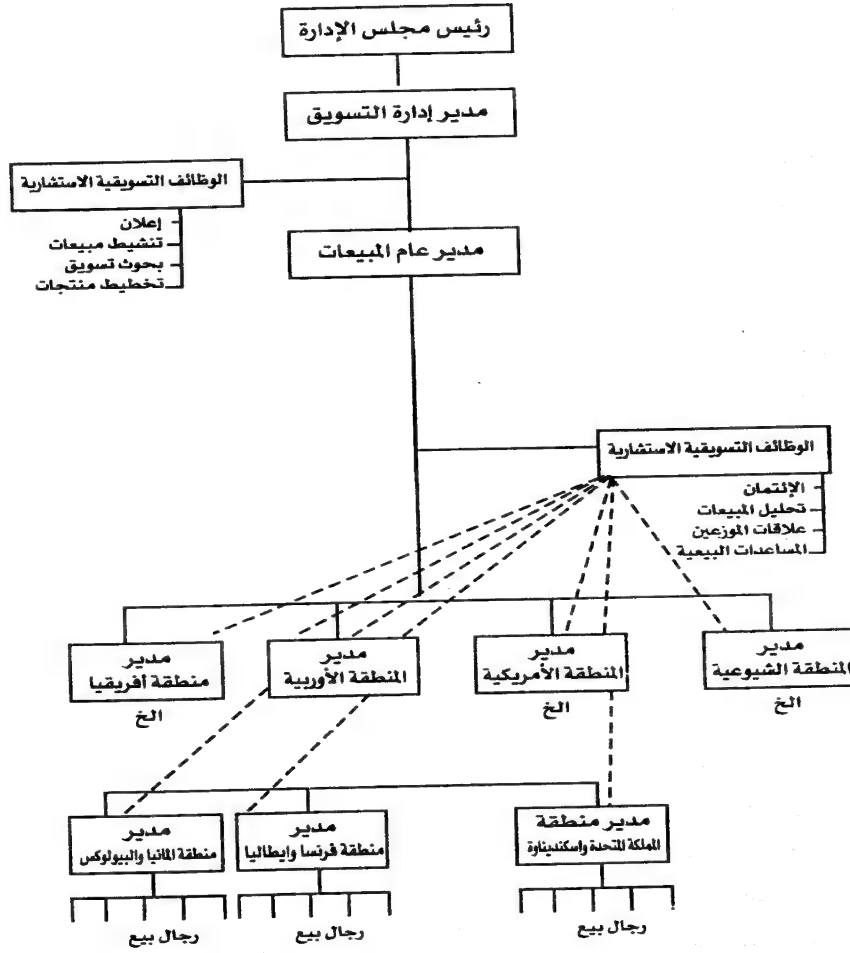 رئيس مجلس الإدارة
مدير إدارة التسويق
الوظائف التسويقية الاستشارية
إعلان
تنشيط مبيعات
بحوث تسويق
تخطيط منتجات
مدير عام المبيعات
الوظائف التسويقية الاستشارية
الإئتمان
تحليل المبيعات
علاقات الموزعين
المساعدات البيعية
مدير
المنطقة الشيوعية
الخ
مدير
المنطقة الأمريكية
الخ
مدير
المنطقة الأوربية
مدير
منطقة أفريقيا
الخ
مدير منطقة
المملكة المتحدة واسكنديناوة
رجال بيع
مدير
منطقة فرنسا وإيطاليا
رجال بيع
مدير
منطقة المانيا والبيولوكس
رجال بيع